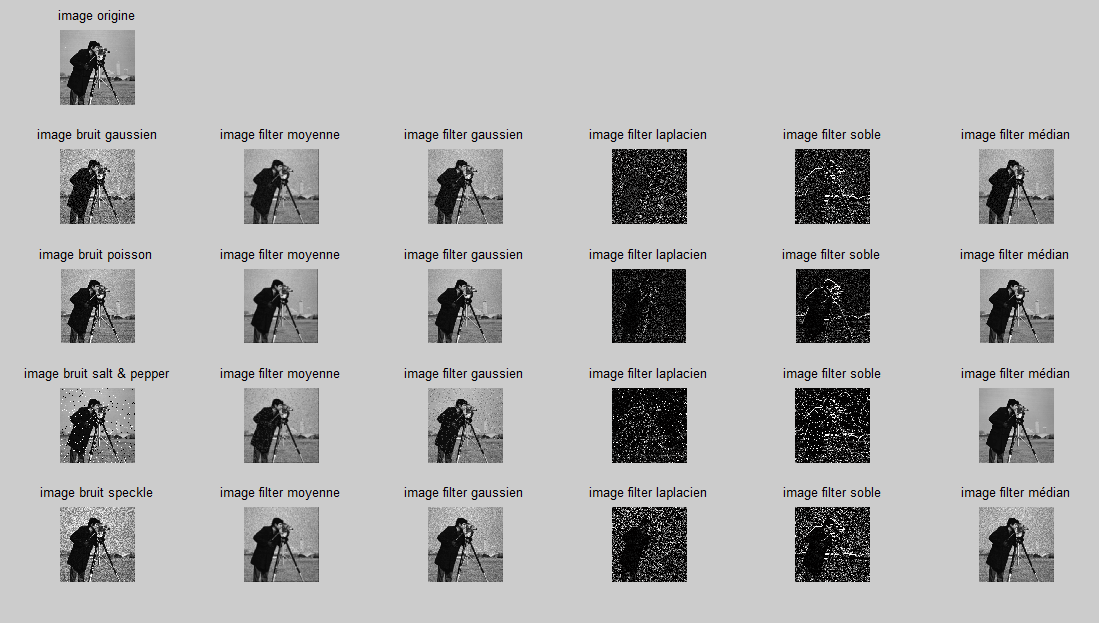 image origine
image bruit gaussien image filter moyenne image filter gaussien image filter laplacien image filter soble image filter médian
image bruit poisson image filter moyenne image filter gaussien image filter laplacien image filter soble image filter médian
image bruit salt & pepper image filter moyenne image filter gaussien image filter laplacien image filter soble image filter médian
image bruit speckle image filter moyenne image filter gaussien image filter laplacien image filter soble image filter médian